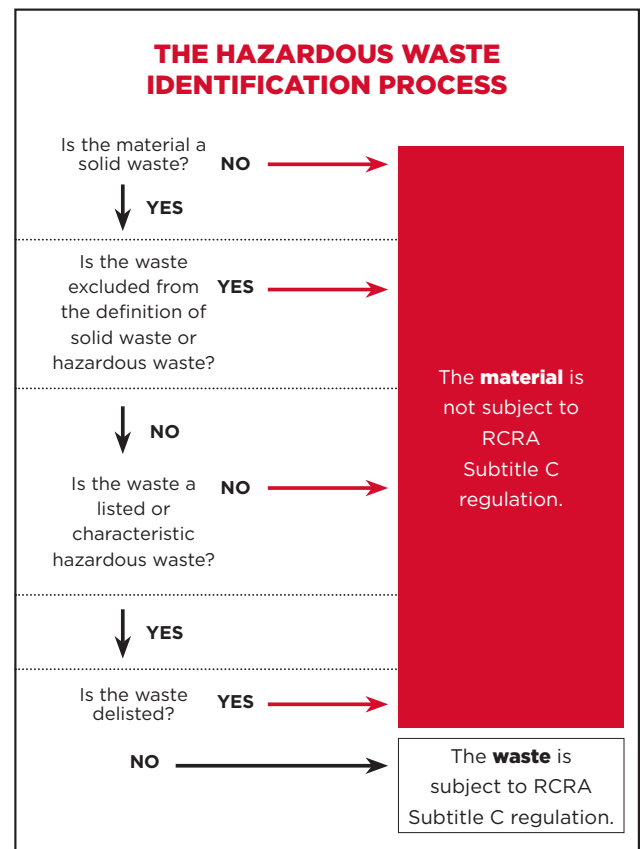 THE HAZARDOUS WASTE
IDENTIFICATION PROCESS
Is the material a
solid waste?
NO
YES
Is the waste
excluded from
the definition of
solid waste or
hazardous waste?
YES
NO
Is the waste a
listed or
characteristic
hazardous waste?
NO
YES
Is the waste
delisted?
YES
NO
The material is
not subject to
RCRA
Subtitle C
regulation.
The waste is
subject to RCRA
Subtitle C regulation.